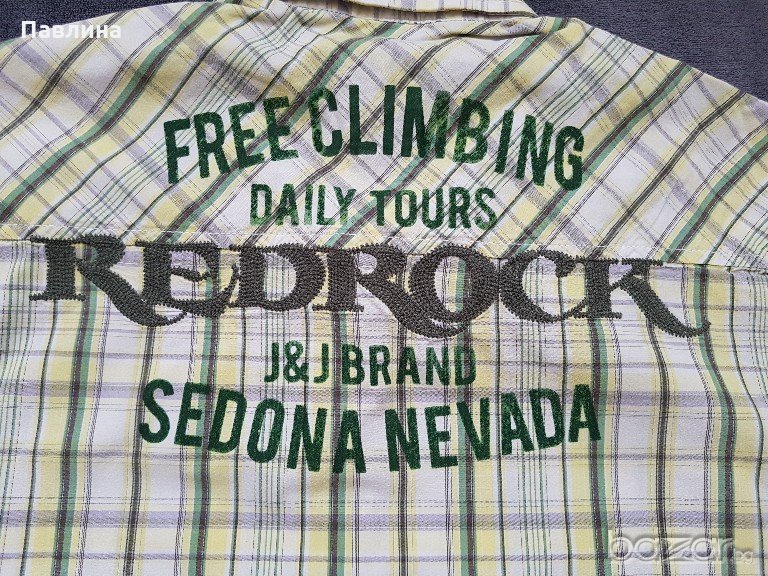 Павлина
FREE CLIMBING
DAILY TOURS
REDROCK
J&J BRAND
SEDONA NEVADA
bazar.bg